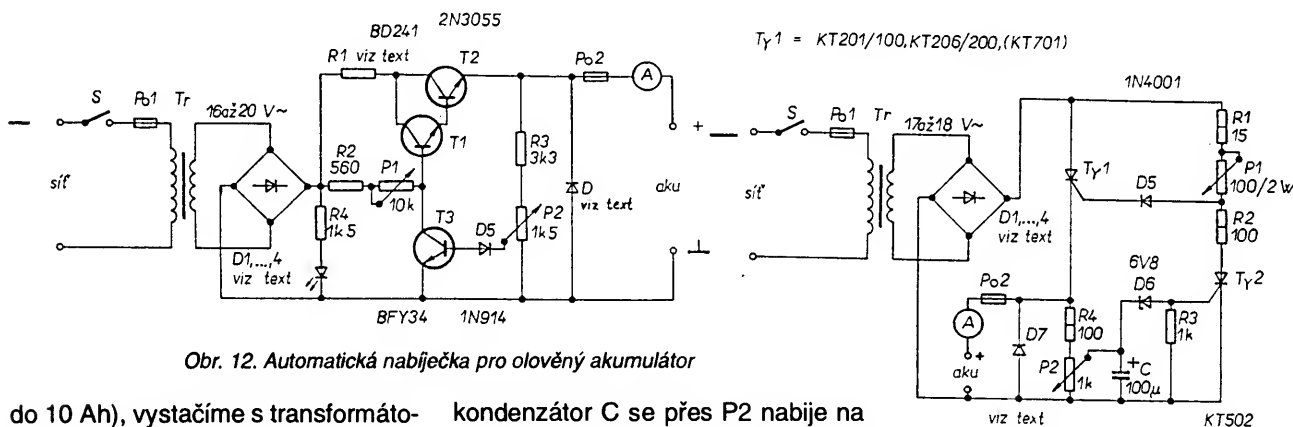 BD241
2N3055
R1 viz text
T2
Po2
A
S
Po1
Tr
16až20 V~
T1
R2
560
P1
10k
R3
3k3
+
síť
aku
D
viz text
R4
1k5
T3
D5
P2
1k5
D1,...,4
viz text
BFY34
1N914
Obr. 12. Automatická nabíječka pro olověný akumulátor
Ty1 = KT201/100, KT206/200, (KT701)
1N4001
S
Po1
Tr
17až18 V~
R1
15
Ty1
P1
100/2W
D5
síť
D1,...,4
viz text
R2
100
6V8
D6
Ty2
Po2
A
R4
100
R3
1k
D7
+
aku
P2
1k
+
C
100µ
viz text
KT502
do 10 Ah), vystačíme s transformáto-
kondenzátor C se přes P2 nabije na